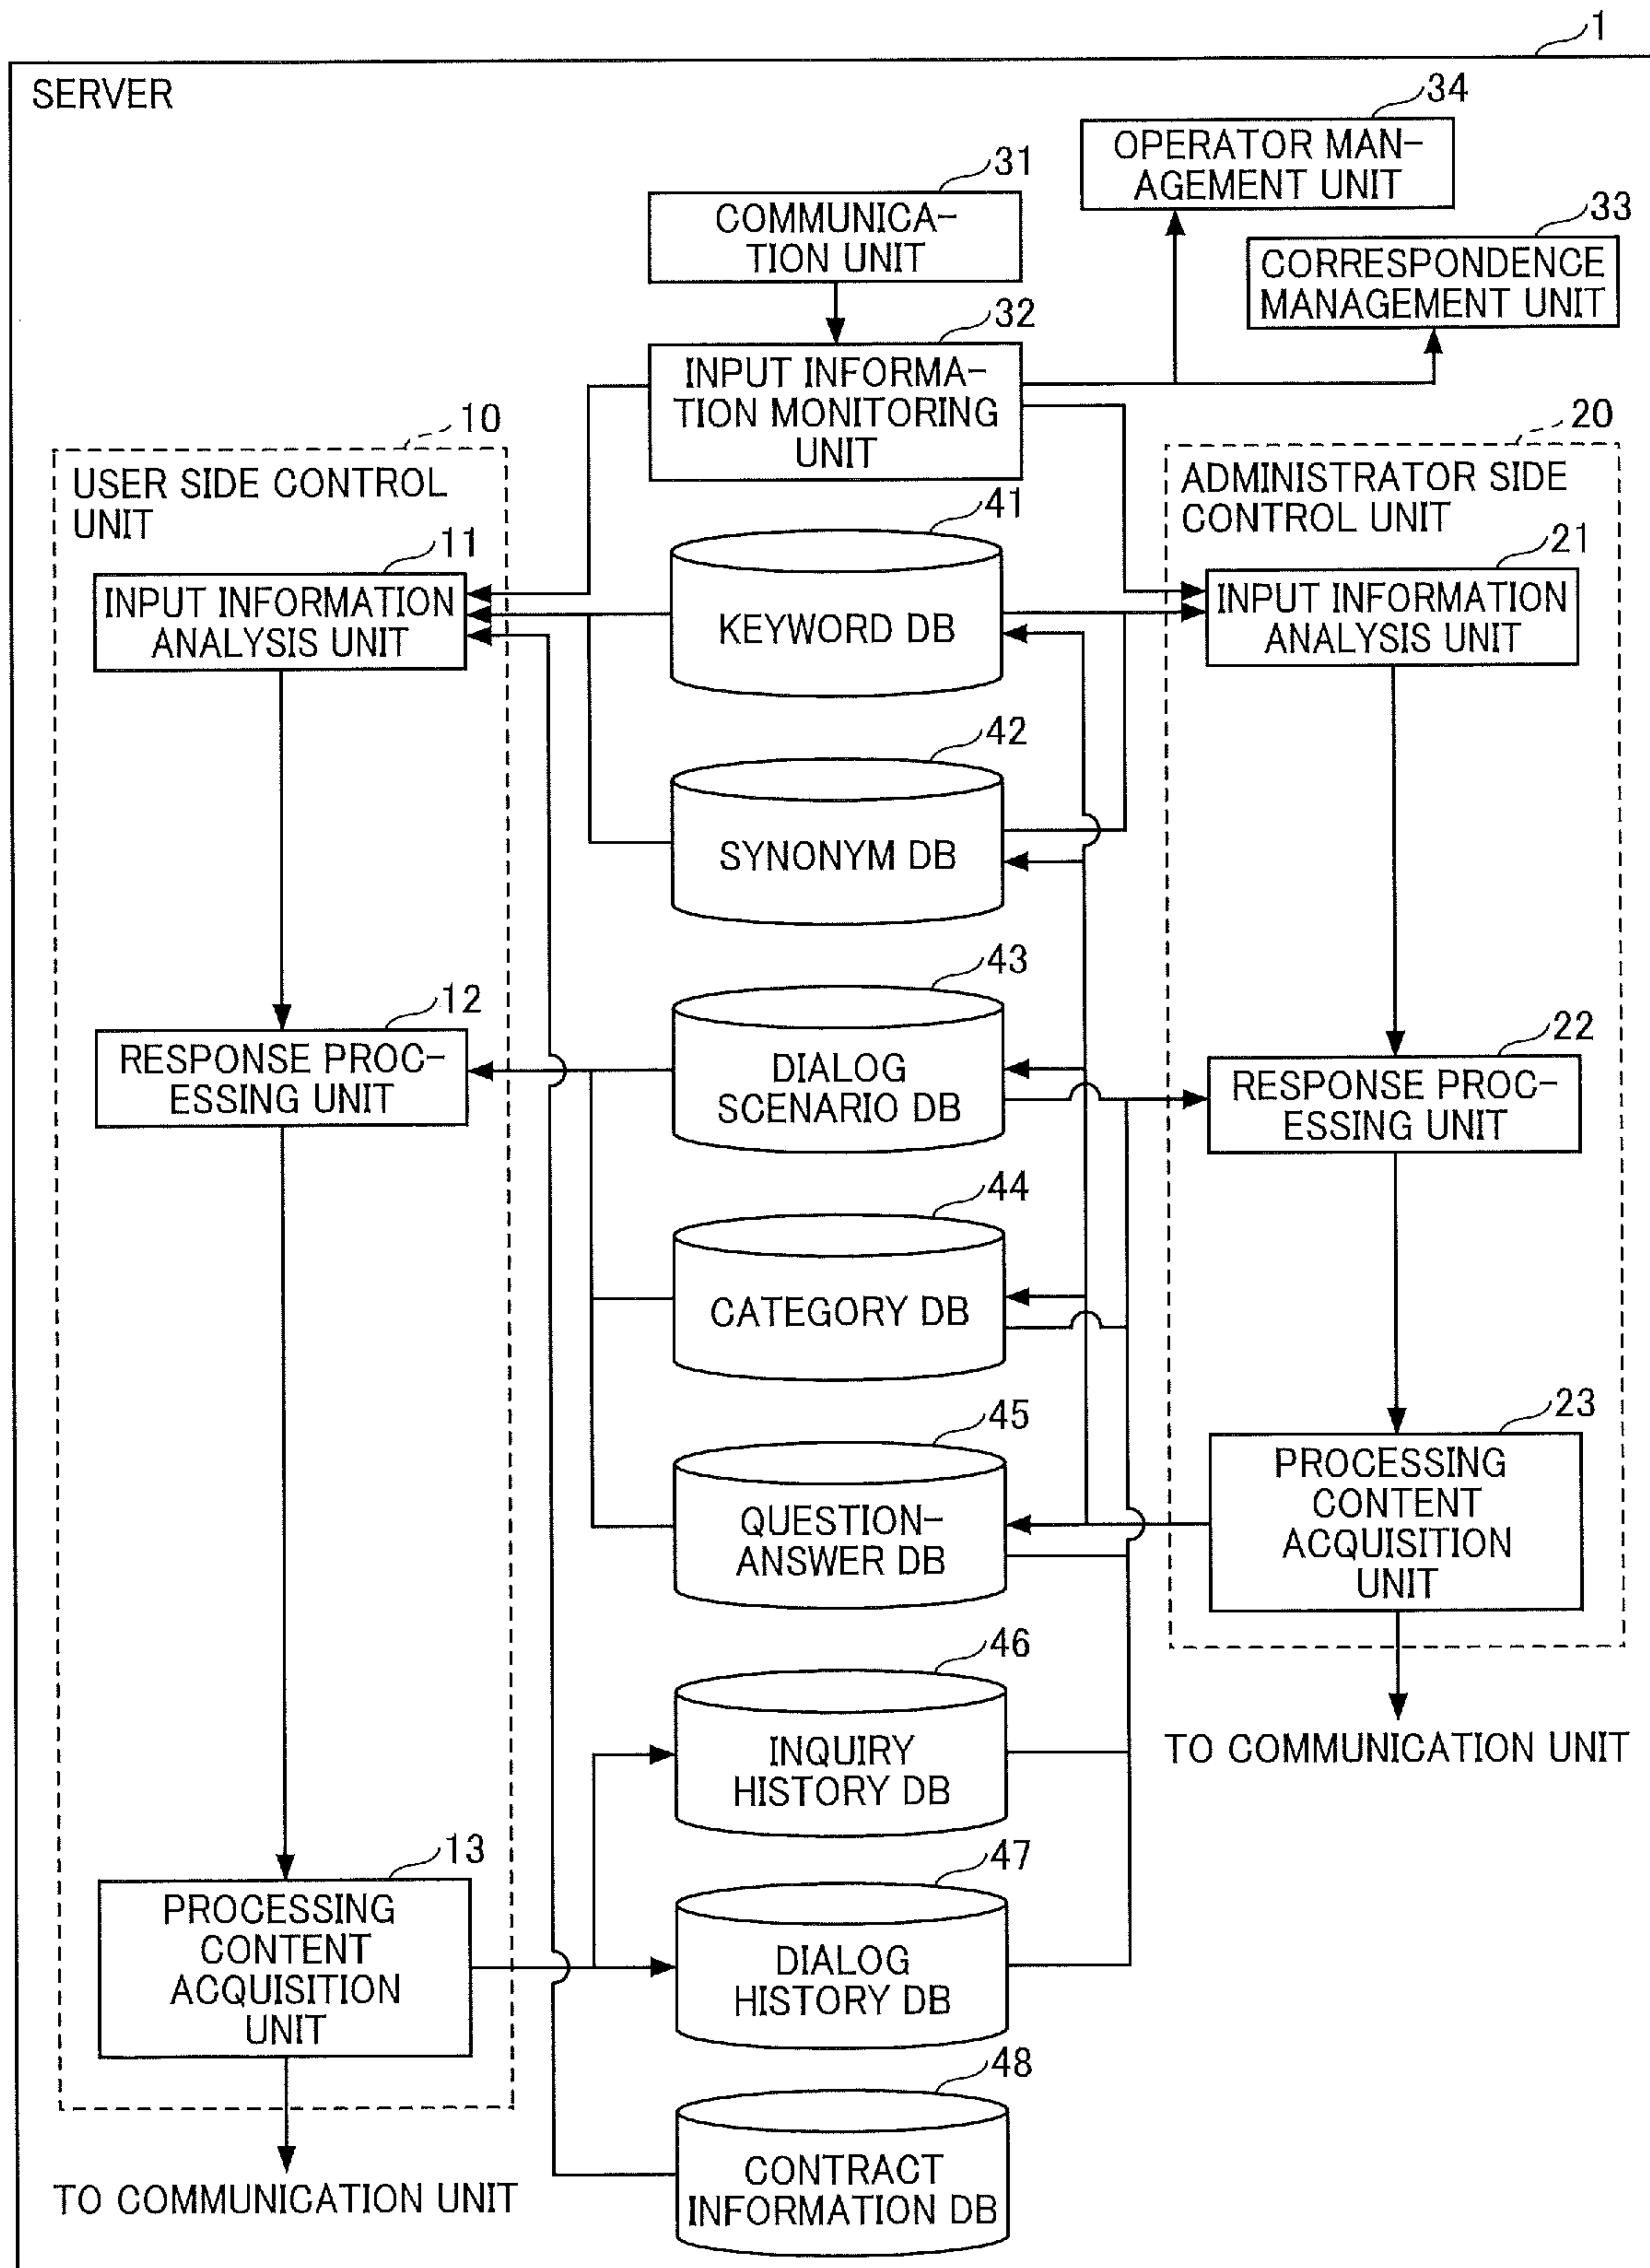 1
SERVER
34
OPERATOR MAN-
AGEMENT UNIT
31
COMMUNICA-
TION UNIT
33
CORRESPONDENCE
MANAGEMENT UNIT
32
INPUT INFORMA-
TION MONITORING
UNIT
10
USER SIDE CONTROL
UNIT
20
ADMINISTRATOR SIDE
CONTROL UNIT
11
INPUT INFORMATION
ANALYSIS UNIT
41
KEYWORD DB
21
INPUT INFORMATION
ANALYSIS UNIT
42
SYNONYM DB
12
RESPONSE PROC-
ESSING UNIT
43
DIALOG
SCENARIO DB
22
RESPONSE PROC-
ESSING UNIT
44
CATEGORY DB
45
QUESTION-
ANSWER DB
23
PROCESSING
CONTENT
ACQUISITION
UNIT
46
INQUIRY
HISTORY DB
TO COMMUNICATION UNIT
13
PROCESSING
CONTENT
ACQUISITION
UNIT
47
DIALOG
HISTORY DB
48
CONTRACT
INFORMATION DB
TO COMMUNICATION UNIT